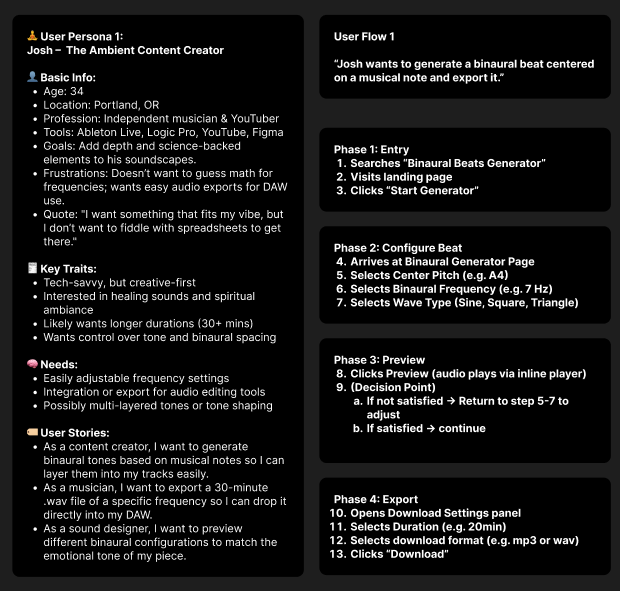 🧘 User Persona 1:
Josh – The Ambient Content Creator
👤 Basic Info:
• Age: 34
• Location: Portland, OR
• Profession: Independent musician & YouTuber
• Tools: Ableton Live, Logic Pro, YouTube, Figma
• Goals: Add depth and science-backed
elements to his soundscapes.
• Frustrations: Doesn’t want to guess math for
frequencies; wants easy audio exports for DAW
use.
• Quote: "I want something that fits my vibe, but
I don’t want to fiddle with spreadsheets to get
there."
🧾 Key Traits:
• Tech-savvy, but creative-first
• Interested in healing sounds and spiritual
ambiance
• Likely wants longer durations (30+ mins)
• Wants control over tone and binaural spacing
🧠 Needs:
• Easily adjustable frequency settings
• Integration or export for audio editing tools
• Possibly multi-layered tones or tone shaping
🏷️ User Stories:
• As a content creator, I want to generate
binaural tones based on musical notes so I can
layer them into my tracks easily.
• As a musician, I want to export a 30-minute
.wav file of a specific frequency so I can drop it
directly into my DAW.
• As a sound designer, I want to preview
different binaural configurations to match the
emotional tone of my piece.
User Flow 1
“Josh wants to generate a binaural beat centered
on a musical note and export it.”
Phase 1: Entry
1. Searches “Binaural Beats Generator”
2. Visits landing page
3. Clicks “Start Generator”
Phase 2: Configure Beat
4. Arrives at Binaural Generator Page
5. Selects Center Pitch (e.g. A4)
6. Selects Binaural Frequency (e.g. 7 Hz)
7. Selects Wave Type (Sine, Square, Triangle)
Phase 3: Preview
8. Clicks Preview (audio plays via inline player)
9. (Decision Point)
a. If not satisfied → Return to step 5-7 to
adjust
b. If satisfied → continue
Phase 4: Export
10. Opens Download Settings panel
11. Selects Duration (e.g. 20min)
12. Selects download format (e.g. mp3 or wav)
13. Clicks “Download”